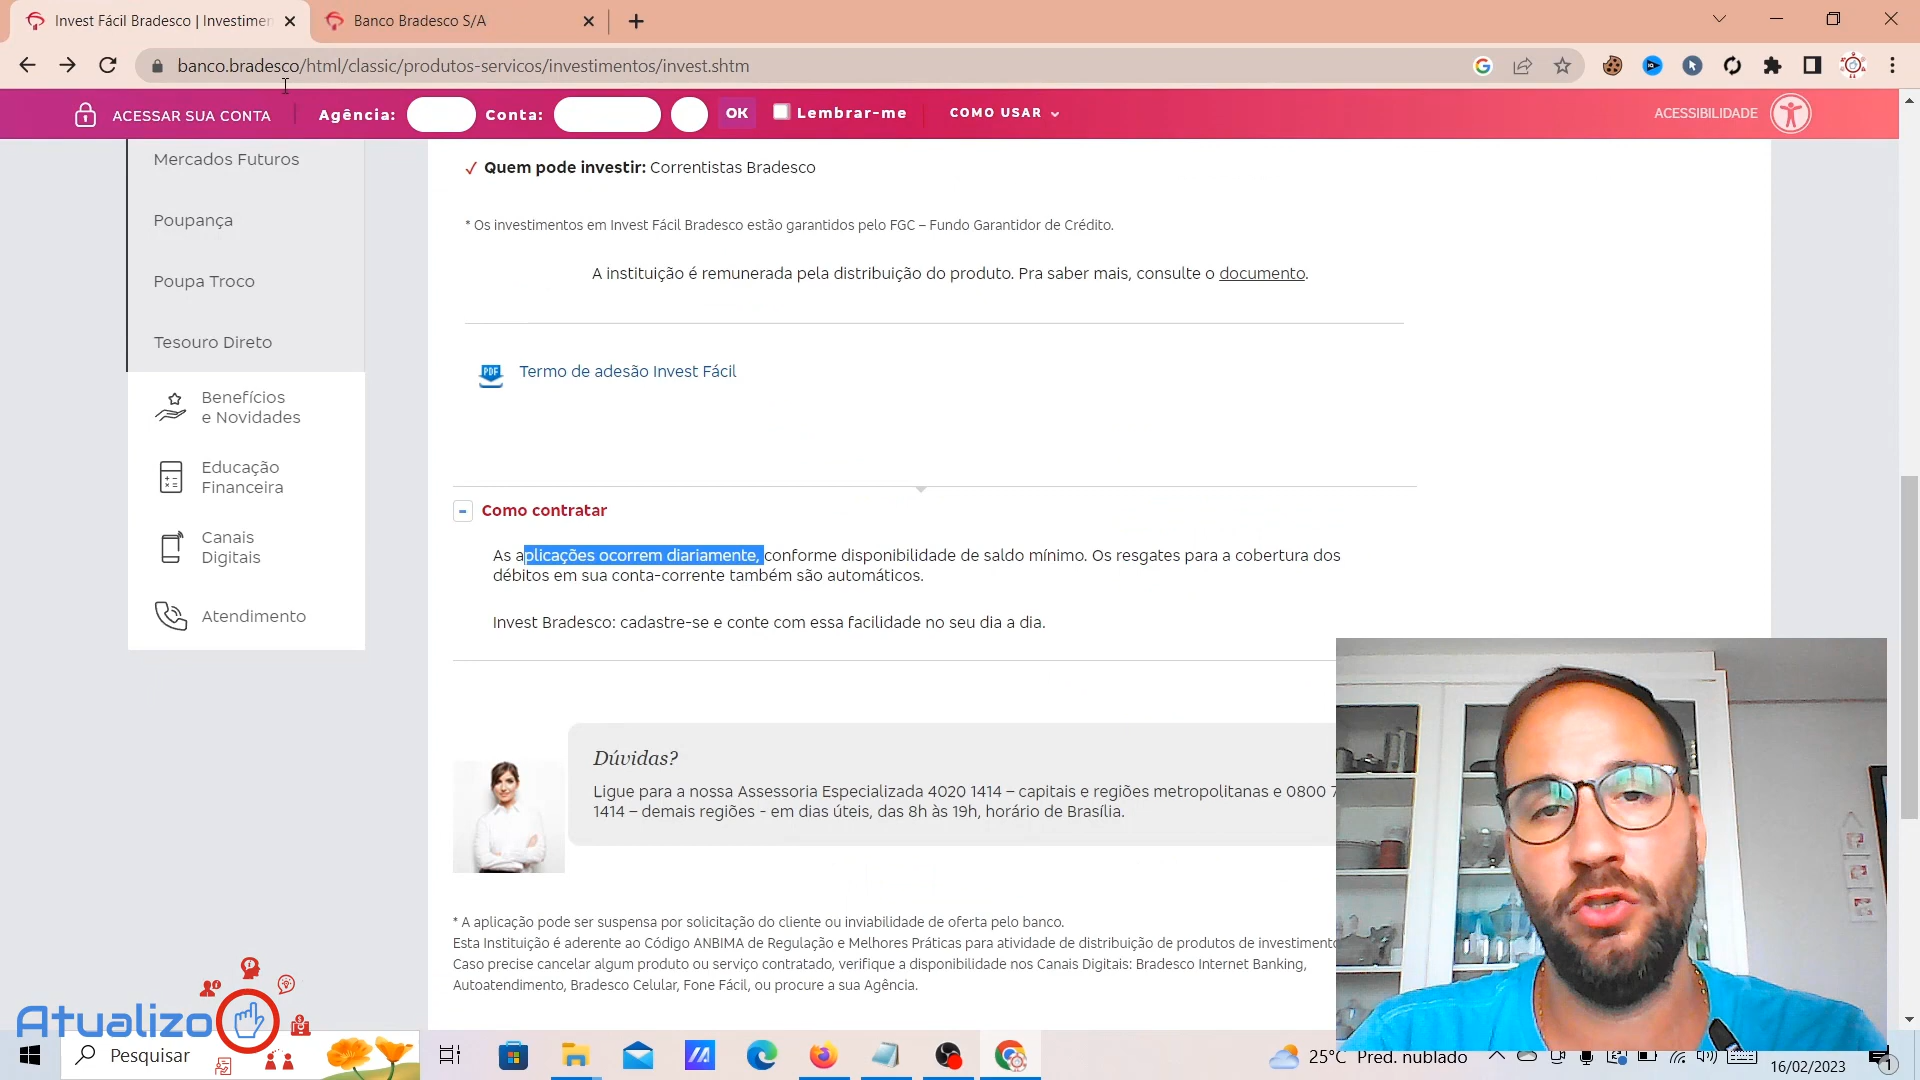 Invest Fácil Bradesco | Investimen
Banco Bradesco S/A
banco.bradesco/html/classic/produtos-servicos/investimentos/invest.shtm
ACESSAR SUA CONTA
Agência:
Conta:
OK
Lembrar-me
COMO USAR
ACESSIBILIDADE
Mercados Futuros
Poupança
Poupa Troco
Tesouro Direto
Benefícios
e Novidades
Educação
Financeira
Canais
Digitais
Atendimento
Quem pode investir: Correntistas Bradesco
* Os investimentos em Invest Fácil Bradesco estão garantidos pelo FGC – Fundo Garantidor de Crédito.
A instituição é remunerada pela distribuição do produto. Pra saber mais, consulte o documento.
PDF
Termo de adesão Invest Fácil
Como contratar
As aplicações ocorrem diariamente, conforme disponibilidade de saldo mínimo. Os resgates para a cobertura dos
débitos em sua conta-corrente também são automáticos.
Invest Bradesco: cadastre-se e conte com essa facilidade no seu dia a dia.
Dúvidas?
Ligue para a nossa Assessoria Especializada 4020 1414 – capitais e regiões metropolitanas e 0800 7
1414 – demais regiões - em dias úteis, das 8h às 19h, horário de Brasília.
* A aplicação pode ser suspensa por solicitação do cliente ou inviabilidade de oferta pelo banco.
Esta Instituição é aderente ao Código ANBIMA de Regulação e Melhores Práticas para atividade de distribuição de produtos de investimento
Caso precise cancelar algum produto ou serviço contratado, verifique a disponibilidade nos Canais Digitais: Bradesco Internet Banking,
Autoatendimento, Bradesco Celular, Fone Fácil, ou procure a sua Agência.
Atualizo
Pesquisar
25°C Pred. nublado
16/02/2023
1